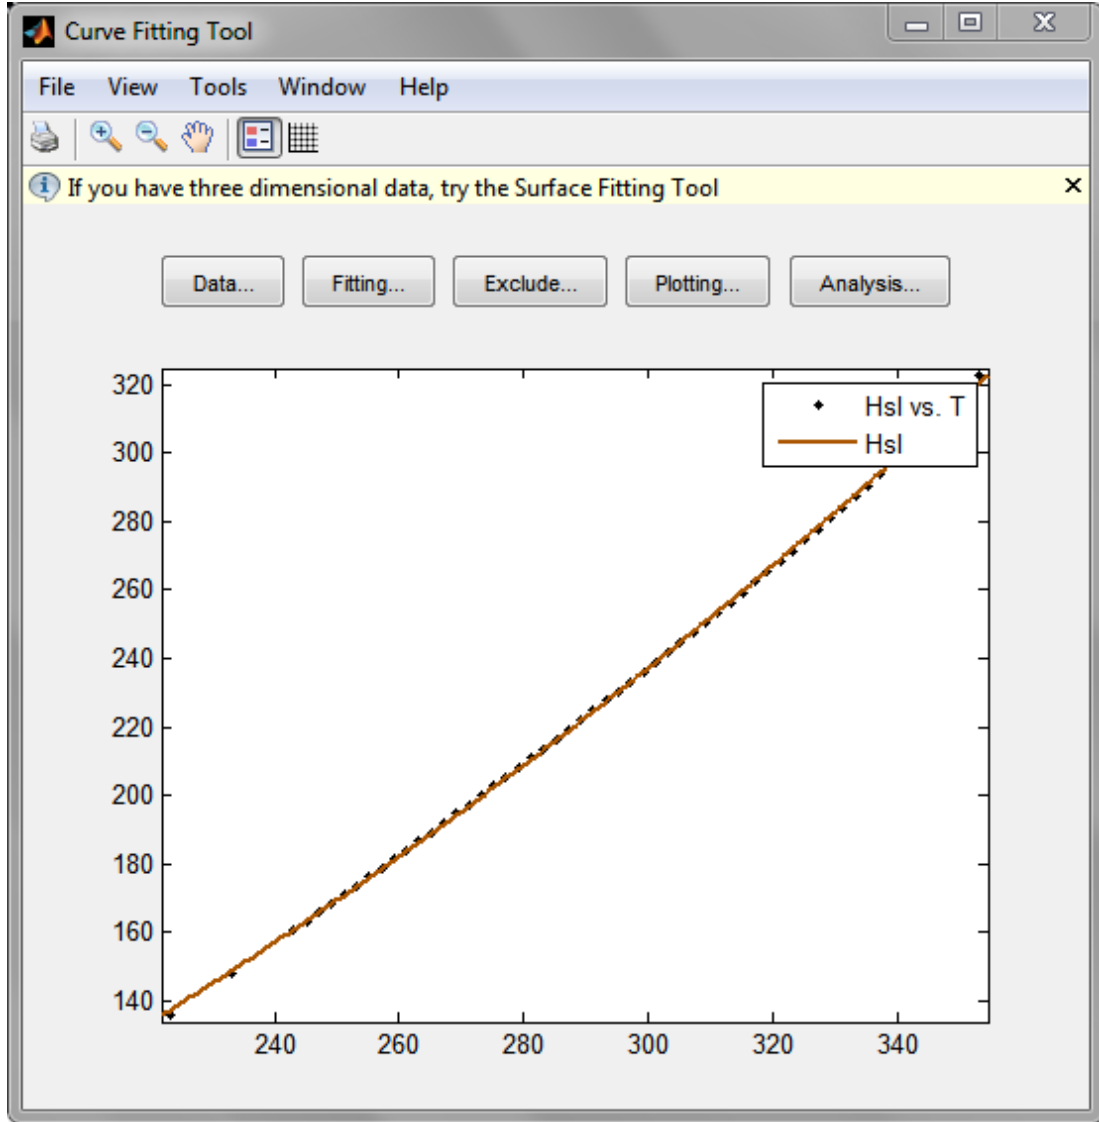 Curve Fitting Tool
File View Tools Window Help
If you have three dimensional data, try the Surface Fitting Tool
Data... Fitting... Exclude... Plotting... Analysis...
320
300
280
260
240
220
200
180
160
140
Hsl vs. T
Hsl
240 260 280 300 320 340